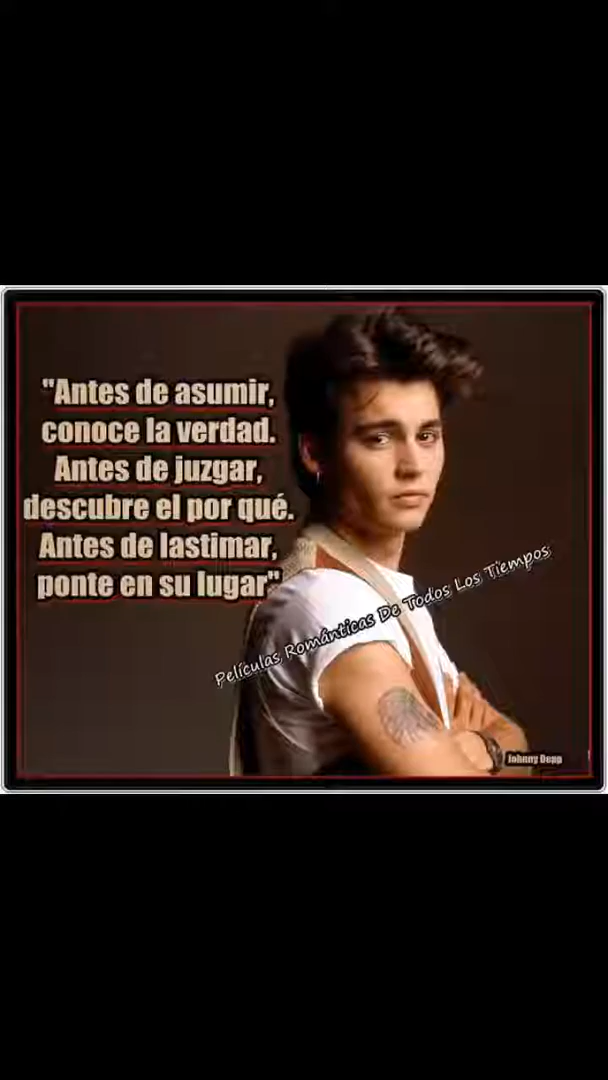 "Antes de asumir,
conoce la verdad.
Antes de juzgar,
descubre el por qué.
Antes de lastimar,
ponte en su lugar"
Películas Románticas De Todos Los Tiempos
Johnny Depp